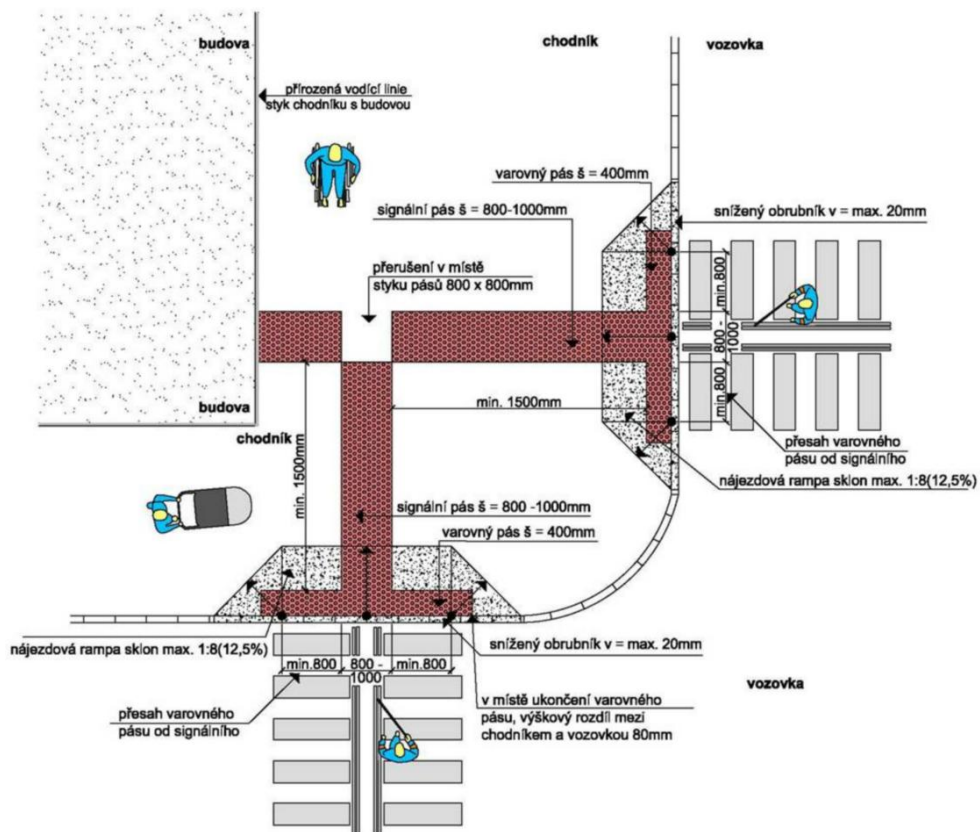 budova
chodník
vozovka
přirozená vodící linie
styk chodníku s budovou
varovný pás š = 400mm
signální pás š = 800-1000mm
snížený obrubník v = max. 20mm
přerušení v místě
styku pásů 800 x 800mm
min.800
800 -
1000
min.800
min. 1500mm
budova
chodník
přesah varovného
pásu od signálního
nájezdová rampa sklon max. 1:8(12,5%)
min. 1500mm
signální pás š = 800 -1000mm
varovný pás š = 400mm
nájezdová rampa sklon max. 1:8(12,5%)
snížený obrubník v = max. 20mm
min.800
800 -
1000
min.800
vozovka
přesah varovného
pásu od signálního
v místě ukončení varovného
pásu, výškový rozdíl mezi
chodníkem a vozovkou 80mm